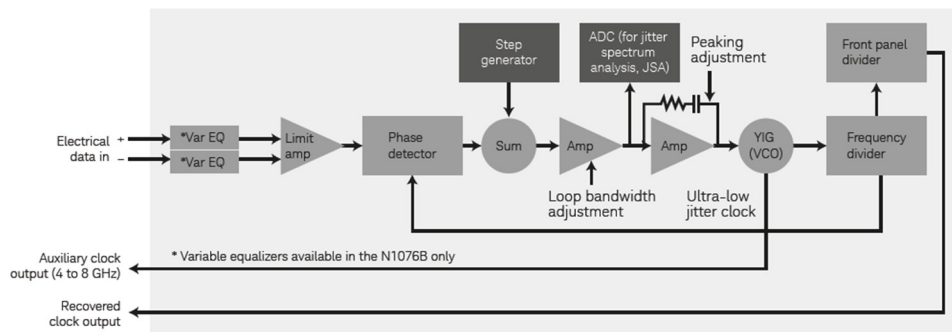 Step
generator
ADC (for jitter
spectrum
analysis, JSA)
Peaking
adjustment
Front panel
divider
Electrical
data in
+
−
*Var EQ
*Var EQ
Limit
amp
Phase
detector
Sum
Amp
Amp
YIG
(VCO)
Frequency
divider
Loop bandwidth
adjustment
Ultra-low
jitter clock
* Variable equalizers available in the N1076B only
Auxiliary clock
output (4 to 8 GHz)
Recovered
clock output